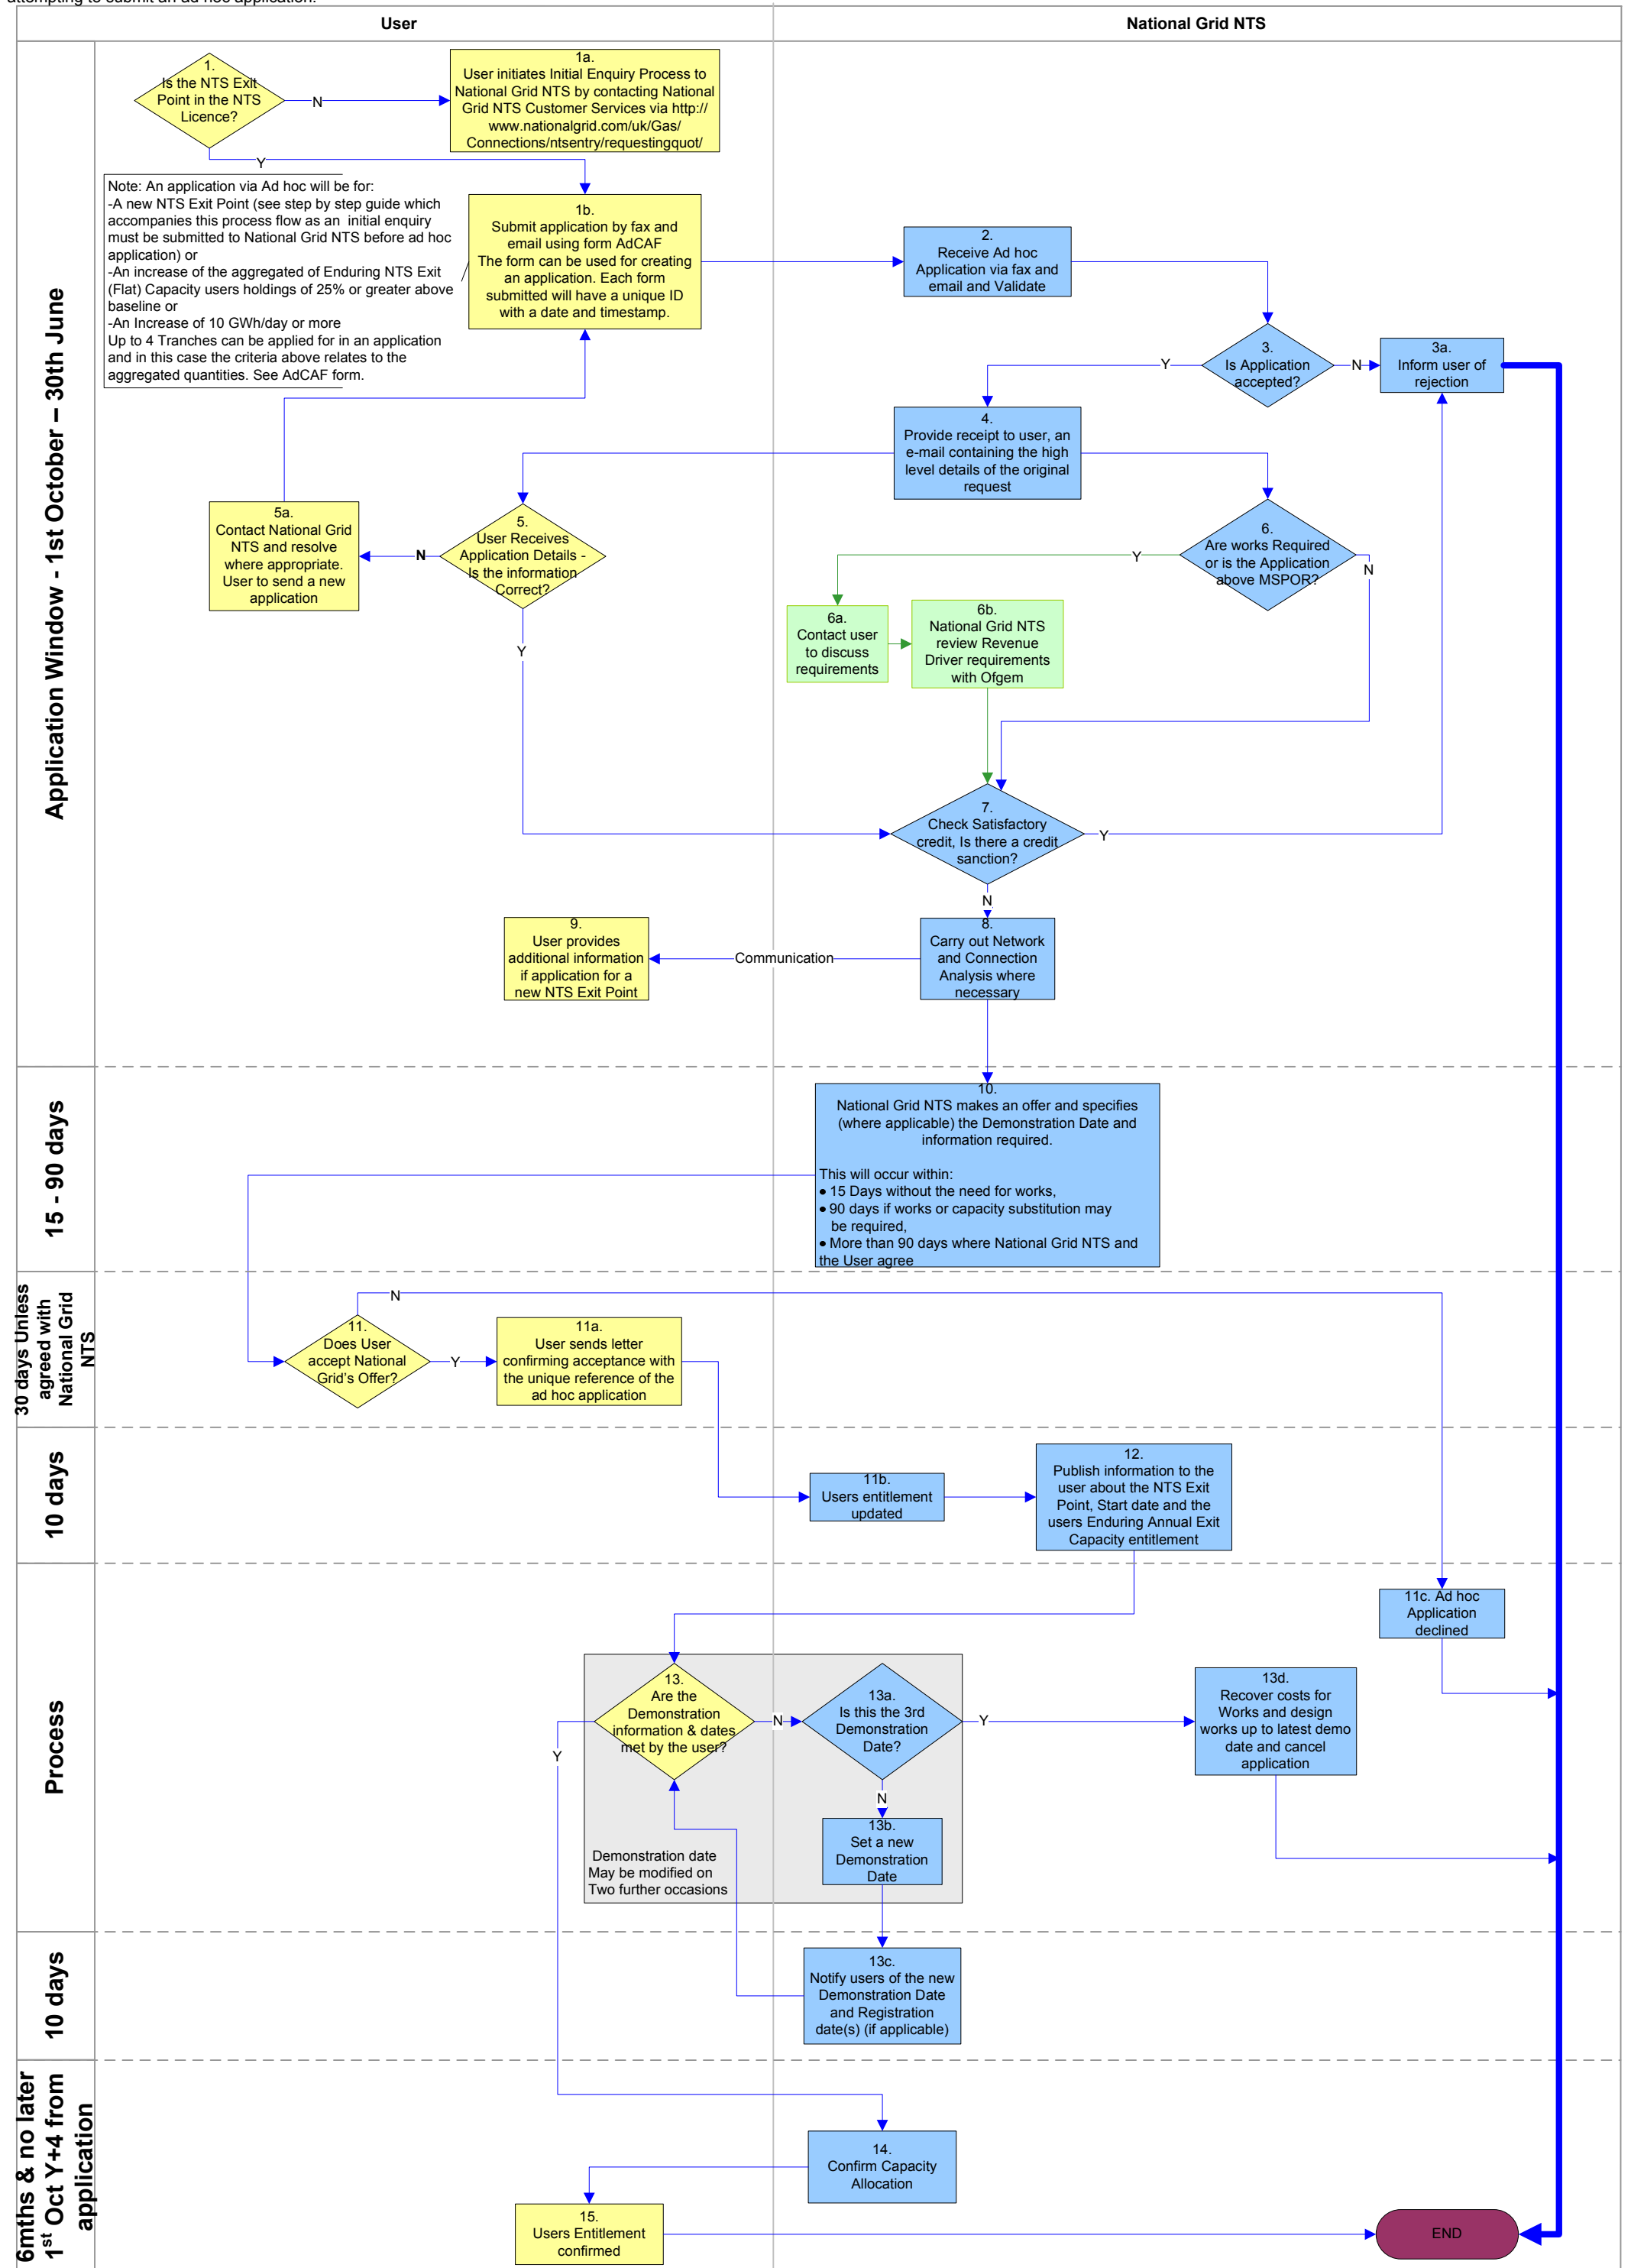 attempting to submit an ad hoc application.
User
National Grid NTS
Application Window - 1st October – 30th June
1.
Is the NTS Exit
Point in the NTS
Licence?
N
Y
1a.
User initiates Initial Enquiry Process to
National Grid NTS by contacting National
Grid NTS Customer Services via http://
www.nationalgrid.com/uk/Gas/
Connections/ntsentry/requestingquot/
Note: An application via Ad hoc will be for:
-A new NTS Exit Point (see step by step guide which
accompanies this process flow as an initial enquiry
must be submitted to National Grid NTS before ad hoc
application) or
-An increase of the aggregated of Enduring NTS Exit
(Flat) Capacity users holdings of 25% or greater above
baseline or
-An Increase of 10 GWh/day or more
Up to 4 Tranches can be applied for in an application
and in this case the criteria above relates to the
aggregated quantities. See AdCAF form.
1b.
Submit application by fax and
email using form AdCAF
The form can be used for creating
an application. Each form
submitted will have a unique ID
with a date and timestamp.
2.
Receive Ad hoc
Application via fax and
email and Validate
3.
Is Application
accepted?
Y
N
3a.
Inform user of
rejection
4.
Provide receipt to user, an
e-mail containing the high
level details of the original
request
5a.
Contact National Grid
NTS and resolve
where appropriate.
User to send a new
application
N
5.
User Receives
Application Details -
Is the information
Correct?
Y
6.
Are works Required
or is the Application
above MSPOR?
Y
N
6a.
Contact user
to discuss
requirements
6b.
National Grid NTS
review Revenue
Driver requirements
with Ofgem
7.
Check Satisfactory
credit, Is there a credit
sanction?
Y
N
8.
Carry out Network
and Connection
Analysis where
necessary
Communication
9.
User provides
additional information
if application for a
new NTS Exit Point
15 - 90 days
10.
National Grid NTS makes an offer and specifies
(where applicable) the Demonstration Date and
information required.
This will occur within:
● 15 Days without the need for works,
● 90 days if works or capacity substitution may
be required,
● More than 90 days where National Grid NTS and
the User agree
30 days Unless
agreed with
National Grid
NTS
11.
Does User
accept National
Grid's Offer?
N
Y
11a.
User sends letter
confirming acceptance with
the unique reference of the
ad hoc application
10 days
11b.
Users entitlement
updated
12.
Publish information to the
user about the NTS Exit
Point, Start date and the
users Enduring Annual Exit
Capacity entitlement
Process
11c. Ad hoc
Application
declined
13.
Are the
Demonstration
information & dates
met by the user?
Y
N
13a.
Is this the 3rd
Demonstration
Date?
Y
N
13b.
Set a new
Demonstration
Date
Demonstration date
May be modified on
Two further occasions
13d.
Recover costs for
Works and design
works up to latest demo
date and cancel
application
10 days
13c.
Notify users of the new
Demonstration Date
and Registration
date(s) (if applicable)
6mths & no later
1st Oct Y+4 from
application
14.
Confirm Capacity
Allocation
15.
Users Entitlement
confirmed
END